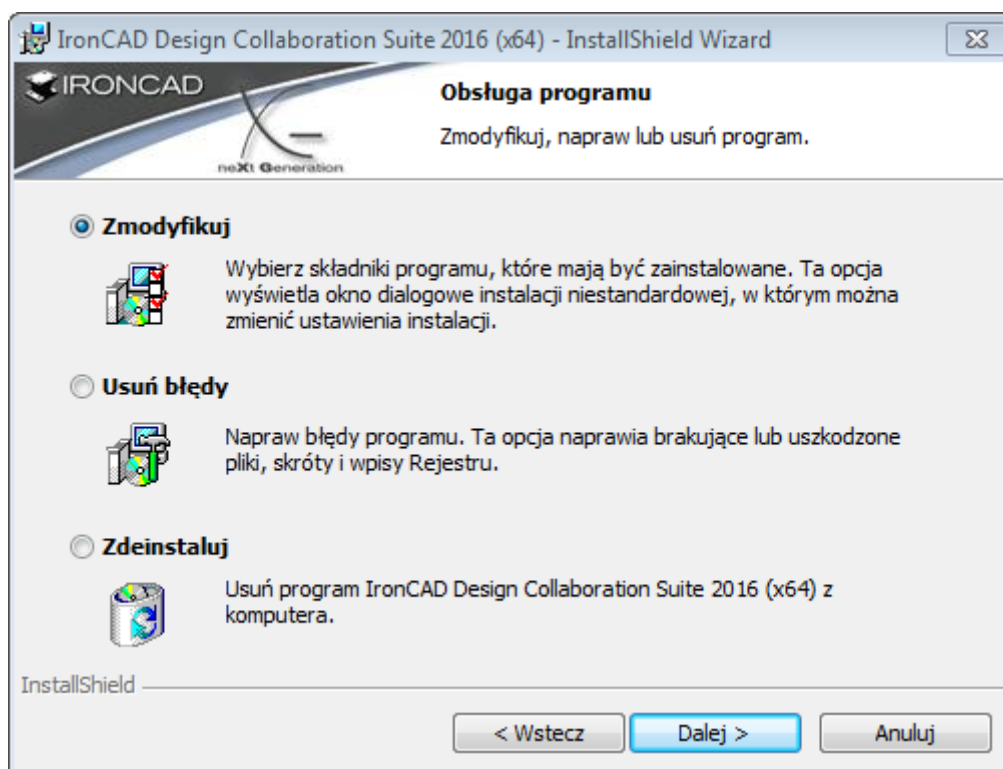 IronCAD Design Collaboration Suite 2016 (x64) - InstallShield Wizard
IRONCAD
neXt Generation
Obsługa programu
Zmodyfikuj, napraw lub usuń program.
Zmodyfikuj
Wybierz składniki programu, które mają być zainstalowane. Ta opcja
wyświetla okno dialogowe instalacji niestandardowej, w którym można
zmienić ustawienia instalacji.
Usuń błędy
Napraw błędy programu. Ta opcja naprawia brakujące lub uszkodzone
pliki, skróty i wpisy Rejestru.
Zdeinstaluj
Usuń program IronCAD Design Collaboration Suite 2016 (x64) z
komputera.
InstallShield
< Wstecz
Dalej >
Anuluj